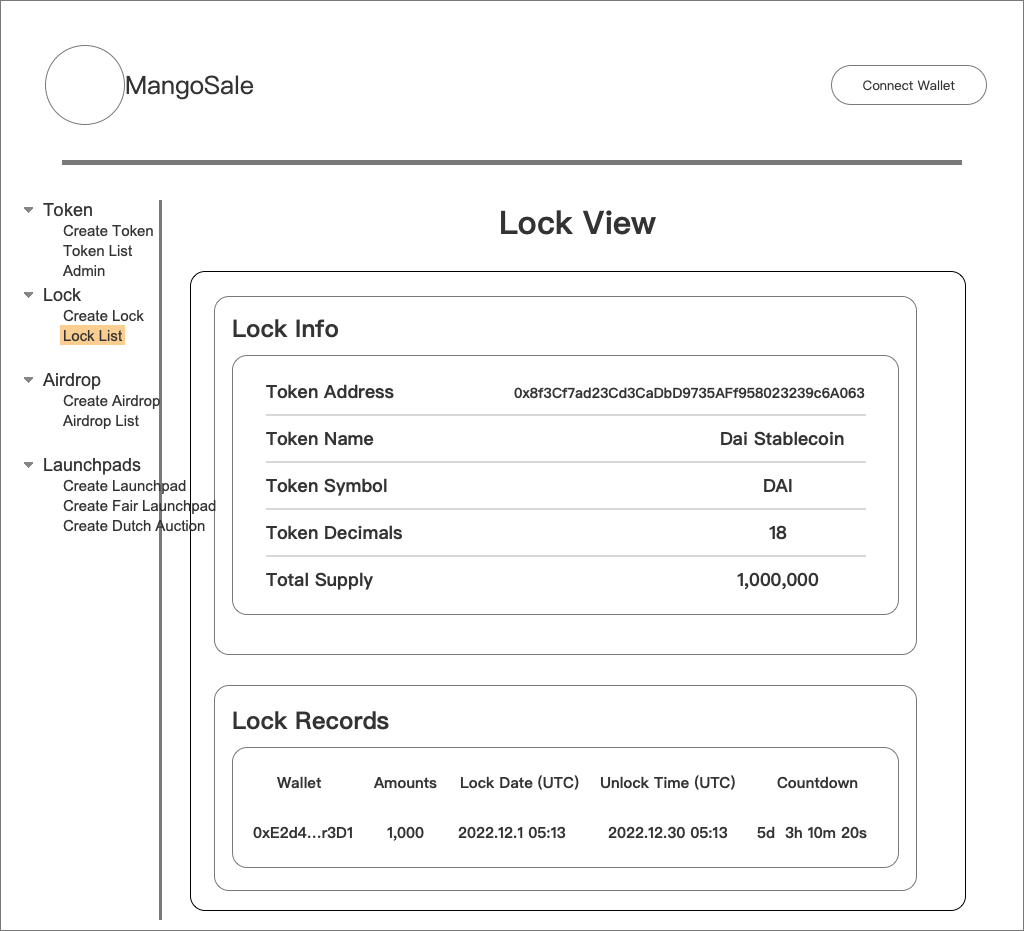 MangoSale
Connect Wallet
Token
Create Token
Token List
Admin
Lock
Create Lock
Lock List
Airdrop
Create Airdrop
Airdrop List
Launchpads
Create Launchpad
Create Fair Launchpad
Create Dutch Auction
Lock View
Lock Info
Token Address 0x8f3Cf7ad23Cd3CaDbD9735AFf958023239c6A063
Token Name Dai Stablecoin
Token Symbol DAI
Token Decimals 18
Total Supply 1,000,000
Lock Records
Wallet Amounts Lock Date (UTC) Unlock Time (UTC) Countdown
0xE2d4...r3D1 1,000 2022.12.1 05:13 2022.12.30 05:13 5d 3h 10m 20s